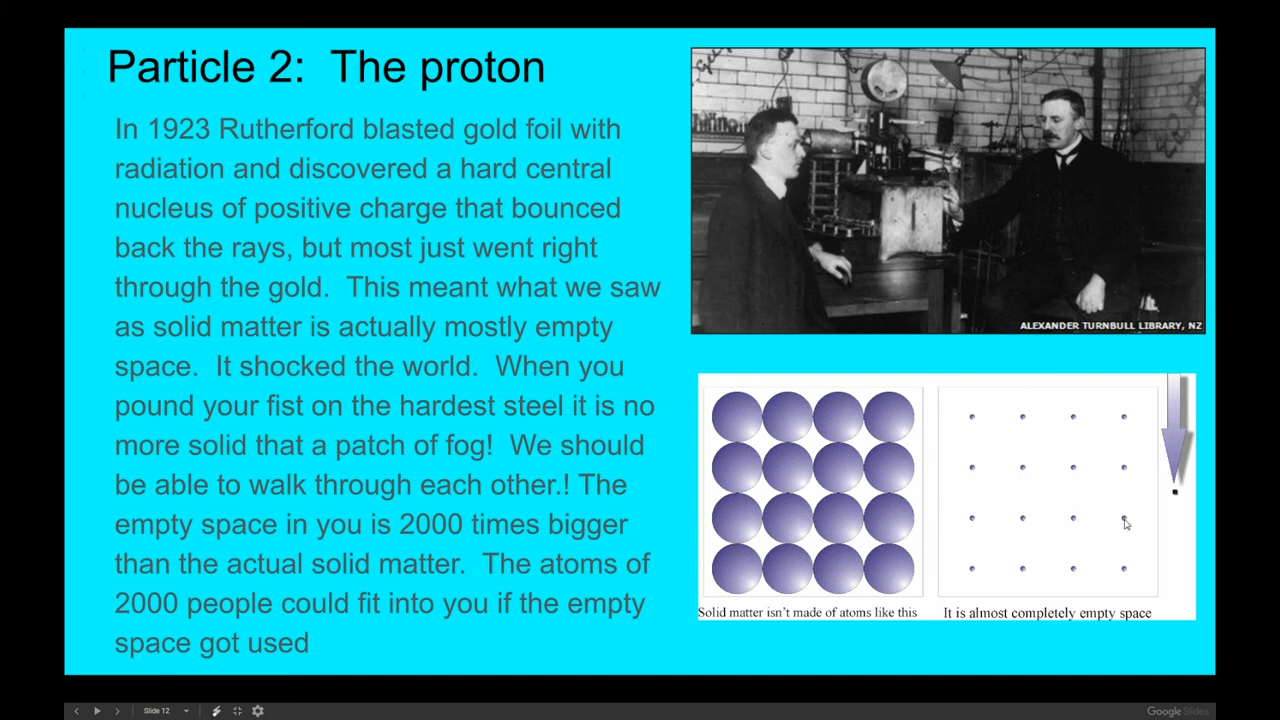 Particle 2:  The proton
In 1923 Rutherford blasted gold foil with
radiation and discovered a hard central
nucleus of positive charge that bounced
back the rays, but most just went right
through the gold.  This meant what we saw
as solid matter is actually mostly empty
space.  It shocked the world.  When you
pound your fist on the hardest steel it is no
more solid that a patch of fog!  We should
be able to walk through each other.! The
empty space in you is 2000 times bigger
than the actual solid matter.  The atoms of
2000 people could fit into you if the empty
space got used
ALEXANDER TURNBULL LIBRARY, NZ
Solid matter isn't made of atoms like this
It is almost completely empty space
Slide 12
Google Slides